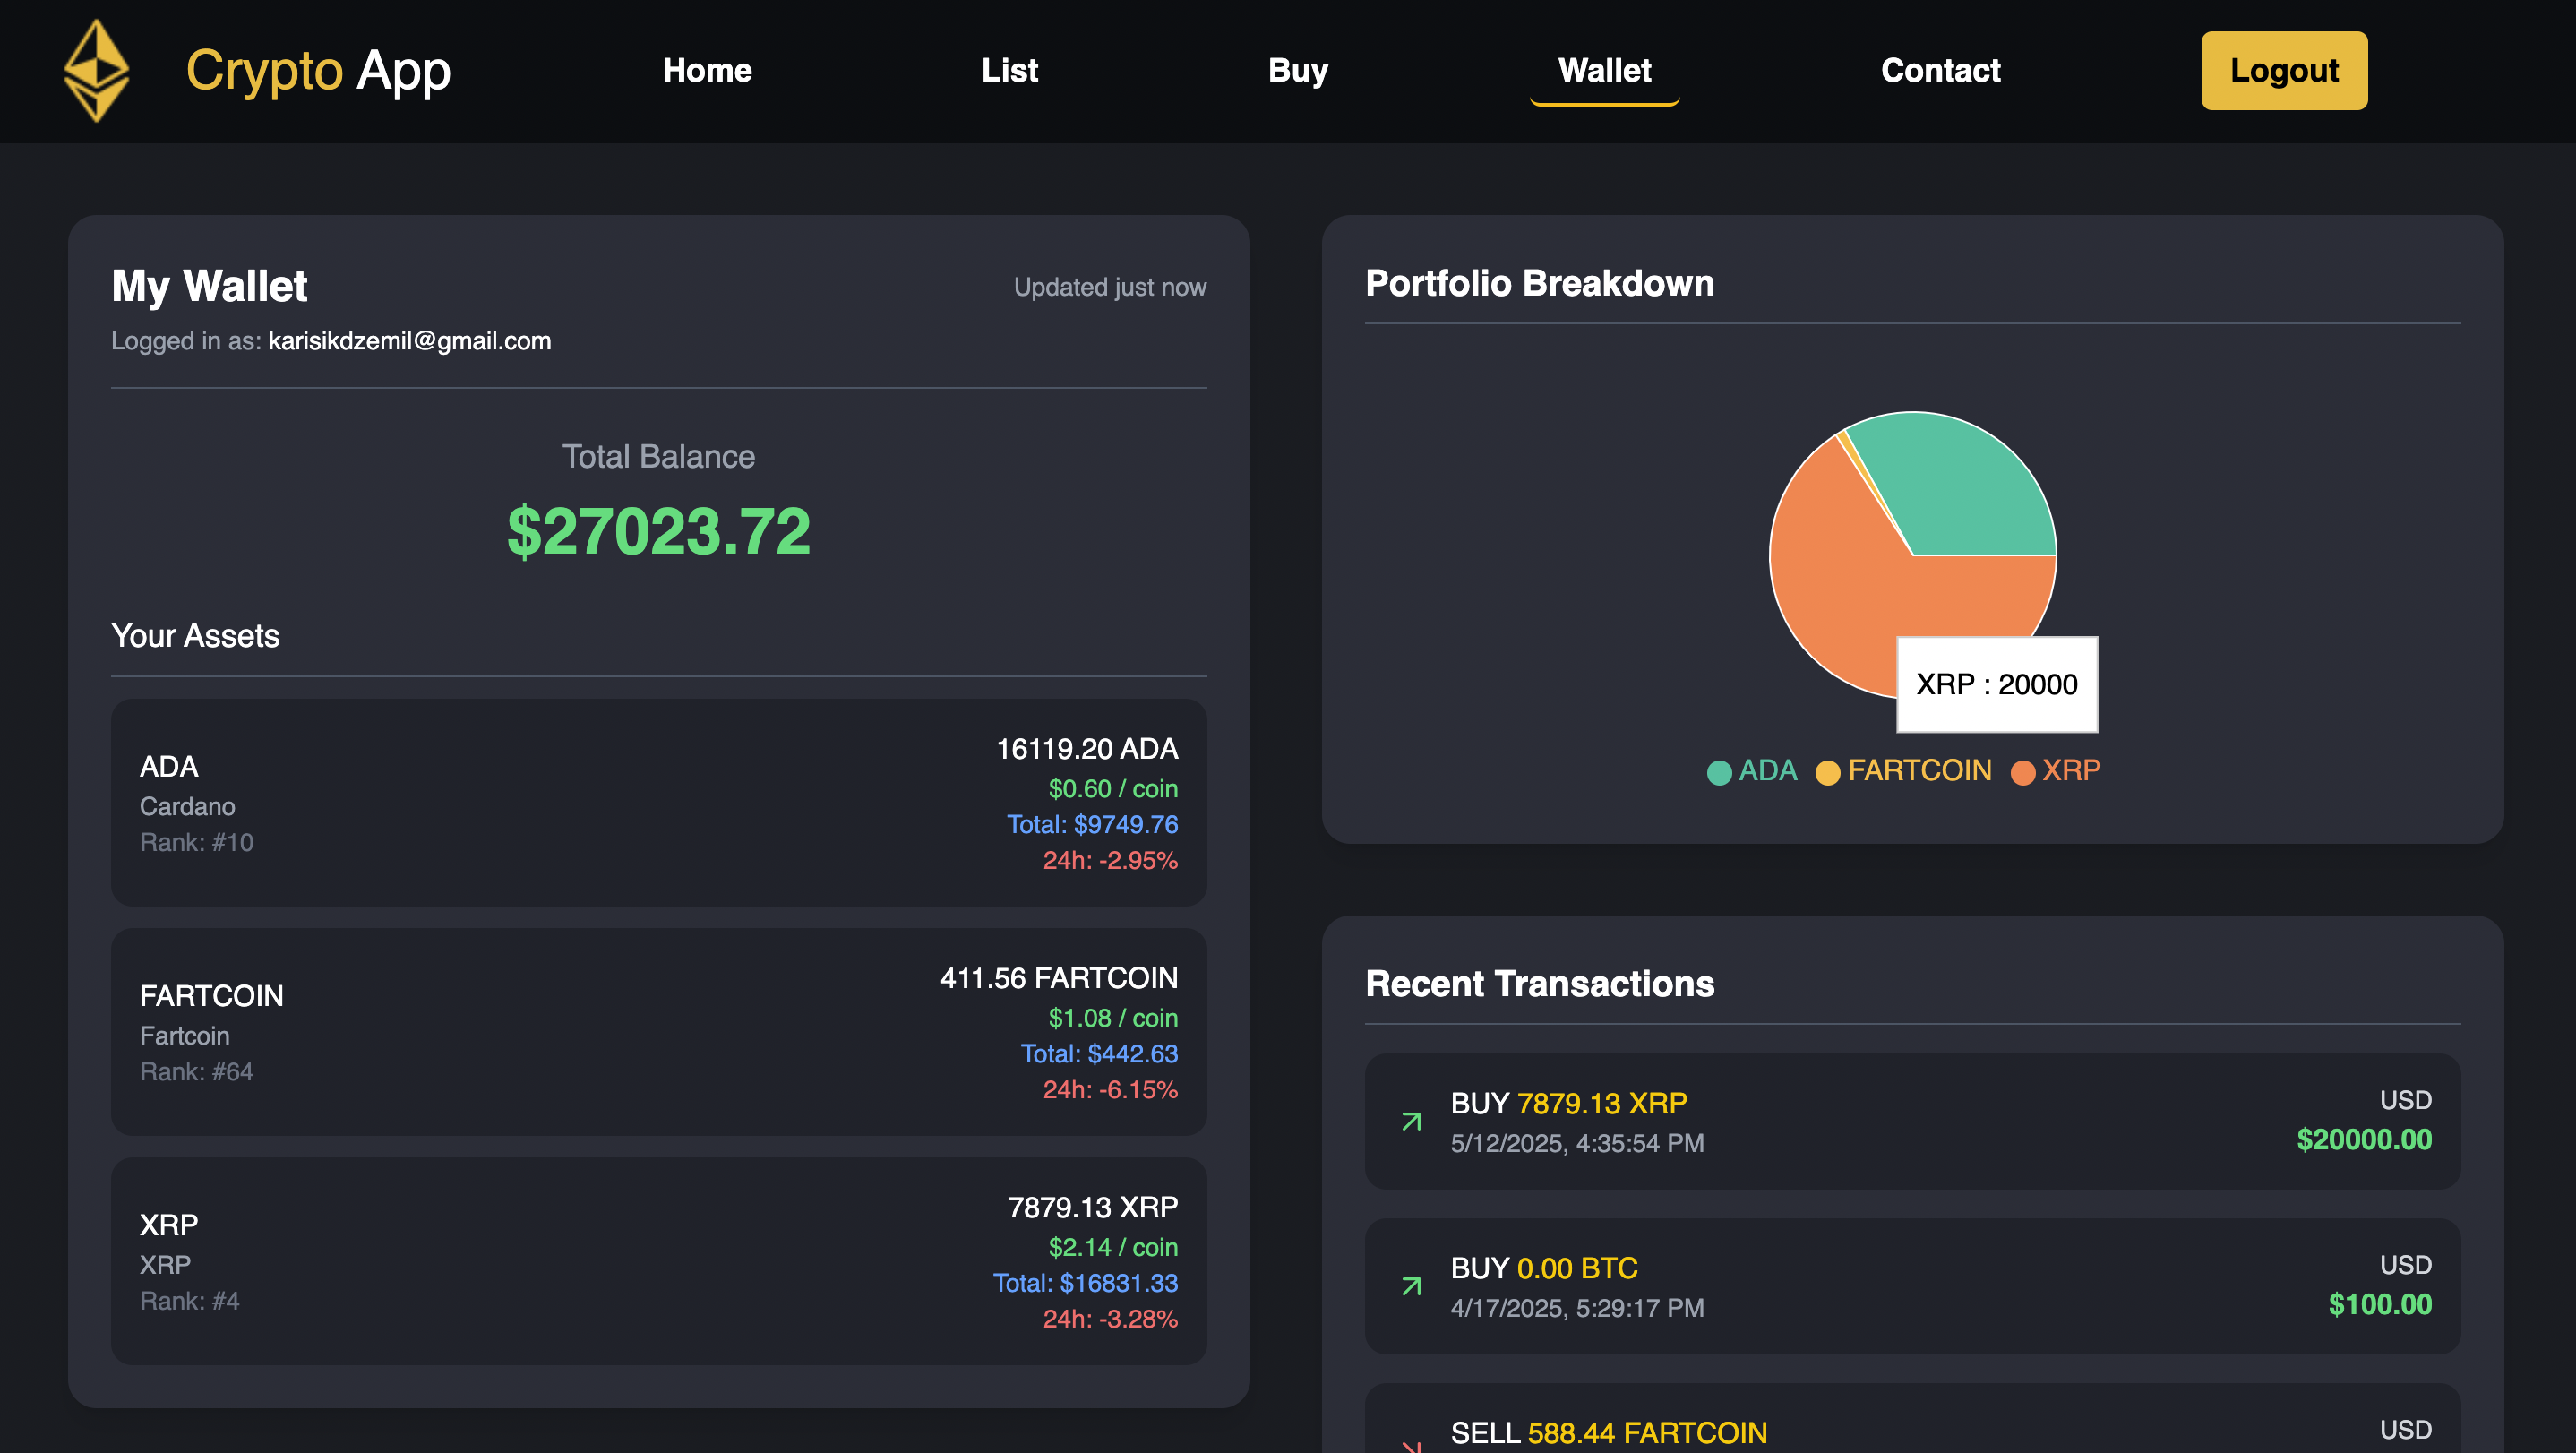 Crypto App
Home
List
Buy
Wallet
Contact
Logout
My Wallet
Updated just now
Logged in as: karisikdzemil@gmail.com
Total Balance
$27023.72
Your Assets
ADA
Cardano
Rank: #10
16119.20 ADA
$0.60 / coin
Total: $9749.76
24h: -2.95%
FARTCOIN
Fartcoin
Rank: #64
411.56 FARTCOIN
$1.08 / coin
Total: $442.63
24h: -6.15%
XRP
XRP
Rank: #4
7879.13 XRP
$2.14 / coin
Total: $16831.33
24h: -3.28%
Portfolio Breakdown
XRP : 20000
ADA
FARTCOIN
XRP
Recent Transactions
BUY 7879.13 XRP
5/12/2025, 4:35:54 PM
USD
$20000.00
BUY 0.00 BTC
4/17/2025, 5:29:17 PM
USD
$100.00
SELL 588.44 FARTCOIN
USD